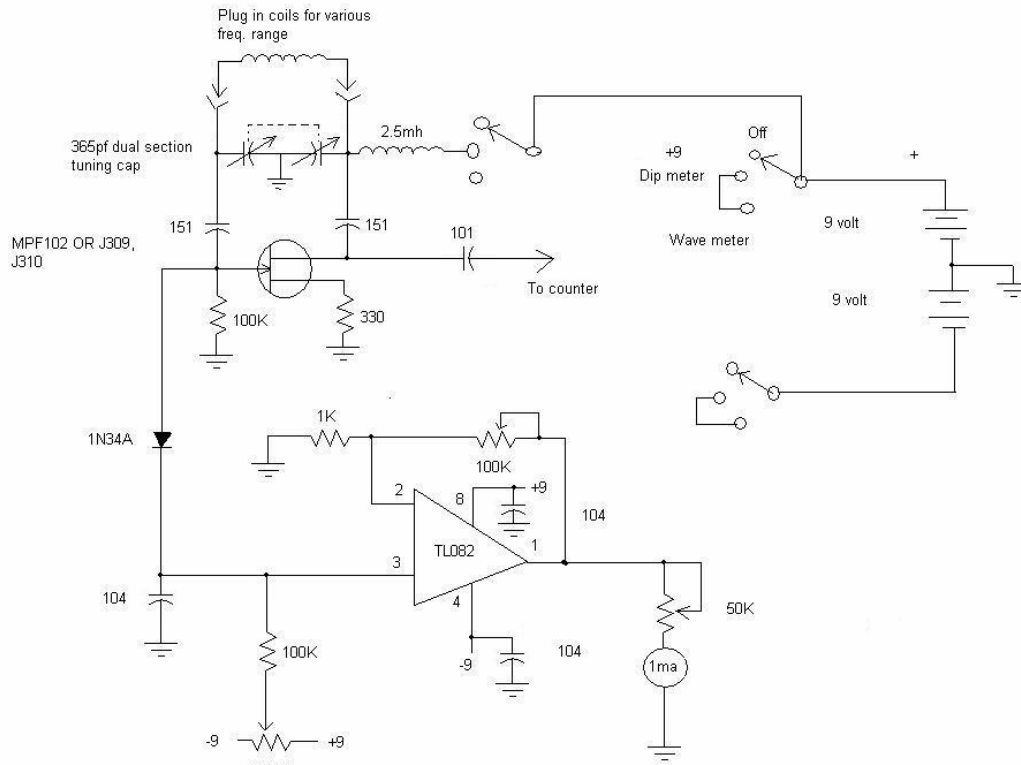 Plug in coils for various
freq. range
365pf dual section
tuning cap
2.5mh
Off
+9
+
Dip meter
Wave meter
9 volt
9 volt
151
151
101
MPF102 OR J309,
J310
To counter
100K
330
1N34A
1K
100K
2
8
+9
104
TL082
1
3
4
104
100K
-9
104
50K
1ma
-9
+9